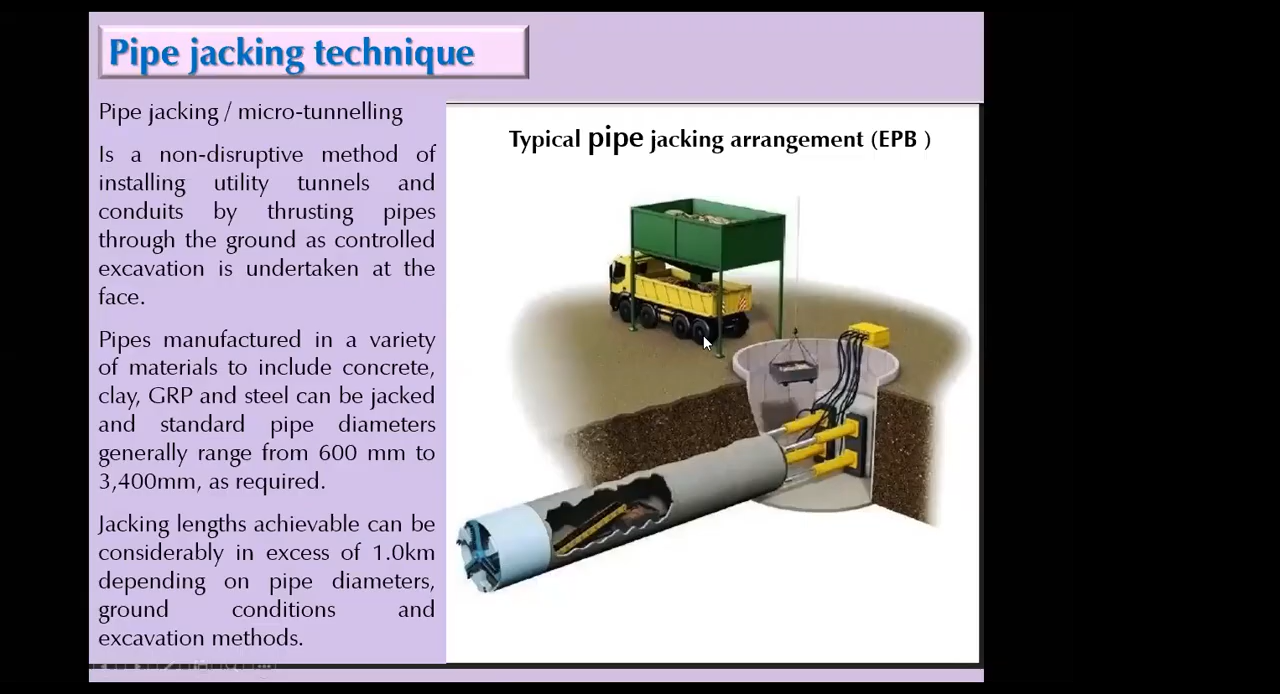 Pipe jacking technique
Pipe jacking / micro-tunnelling
Is a non-disruptive method of
installing utility tunnels and
conduits by thrusting pipes
through the ground as controlled
excavation is undertaken at the
face.
Pipes manufactured in a variety
of materials to include concrete,
clay, GRP and steel can be jacked
and standard pipe diameters
generally range from 600 mm to
3,400mm, as required.
Jacking lengths achievable can be
considerably in excess of 1.0km
depending on pipe diameters,
ground conditions and
excavation methods.
Typical pipe jacking arrangement (EPB )